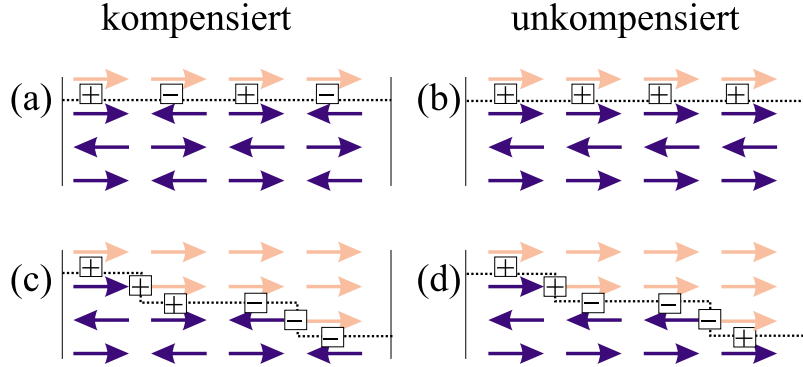 kompensiert unkompensiert
(a) + − + − (b) + + + +
(c) + + + − − − (d) + + − − − +